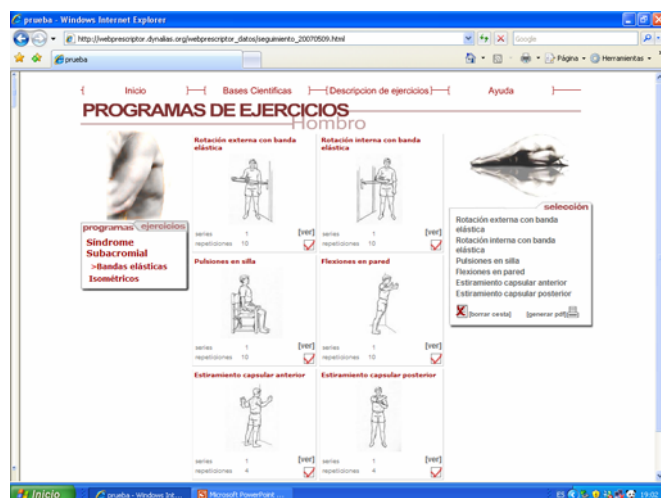 prueba - Windows Internet Explorer
http://webprescriptor.dynalias.org/webprescriptor_datos/seguimiento_20070509.html
Google
prueba
Página
Herramientas
Inicio
Bases Científicas
Descripcion de ejercicios
Ayuda
PROGRAMAS DE EJERCICIOS
Hombro
programas
ejercicios
Síndrome
Subacromial
>Bandas elásticas
Isométricos
Rotación externa con banda
elástica
series 1 [ver]
repeticiones 10
Rotación interna con banda
elástica
series 1 [ver]
repeticiones 10
Pulsiones en silla
series 1 [ver]
repeticiones 10
Flexiones en pared
series 1 [ver]
repeticiones 10
Estiramiento capsular anterior
series 1 [ver]
repeticiones 4
Estiramiento capsular posterior
series 1 [ver]
repeticiones 4
selección
Rotación externa con banda
elástica
Rotación interna con banda
elástica
Pulsiones en silla
Flexiones en pared
Estiramiento capsular anterior
Estiramiento capsular posterior
[borrar cesta] [generar pdf]
Inicio
prueba - Windows Int...
Microsoft PowerPoint ...
ES
19:02